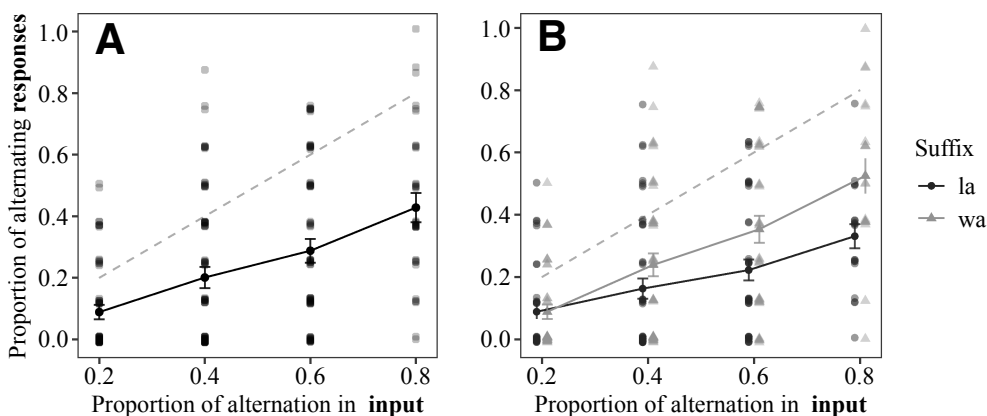 A
B
Proportion of alternating responses
1.0
0.8
0.6
0.4
0.2
0.0
0.2 0.4 0.6 0.8
Proportion of alternation in input
1.0
0.8
0.6
0.4
0.2
0.0
0.2 0.4 0.6 0.8
Proportion of alternation in input
Suffix
la
wa